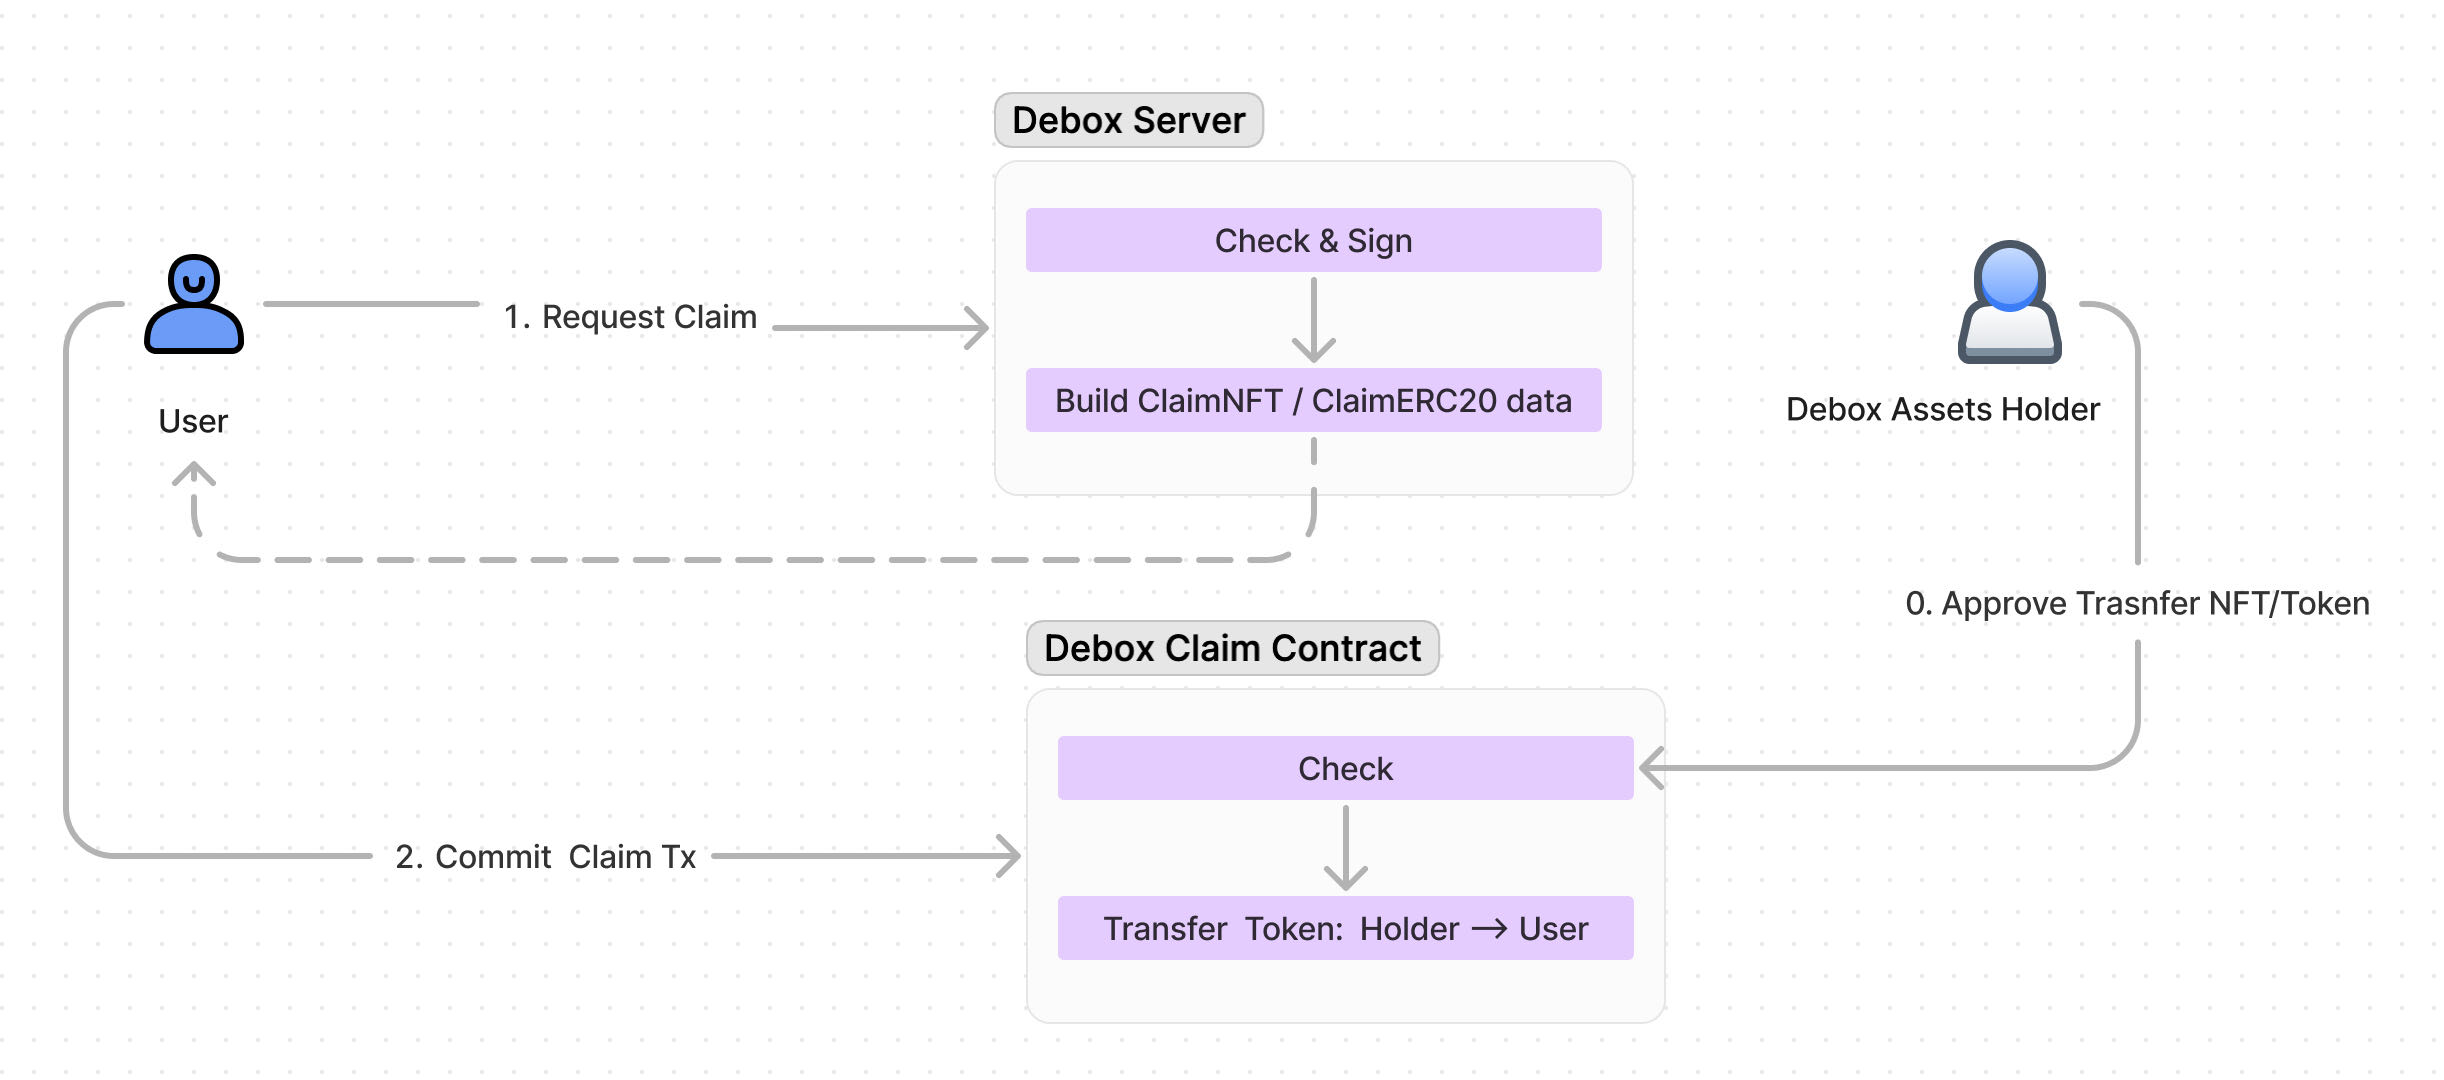 Debox Server
Check & Sign
1. Request Claim
Build ClaimNFT / ClaimERC20 data
User
Debox Assets Holder
0. Approve Trasnfer NFT/Token
Debox Claim Contract
Check
2. Commit  Claim Tx
Transfer  Token:  Holder → User